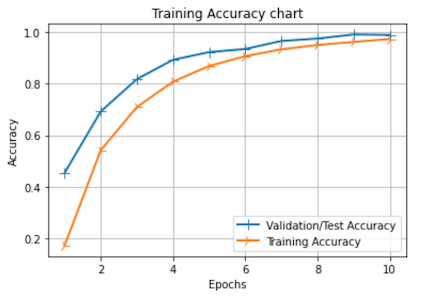 Training Accuracy chart
1.0
0.8
0.6
0.4
0.2
Accuracy
Validation/Test Accuracy
Training Accuracy
2 4 6 8 10
Epochs